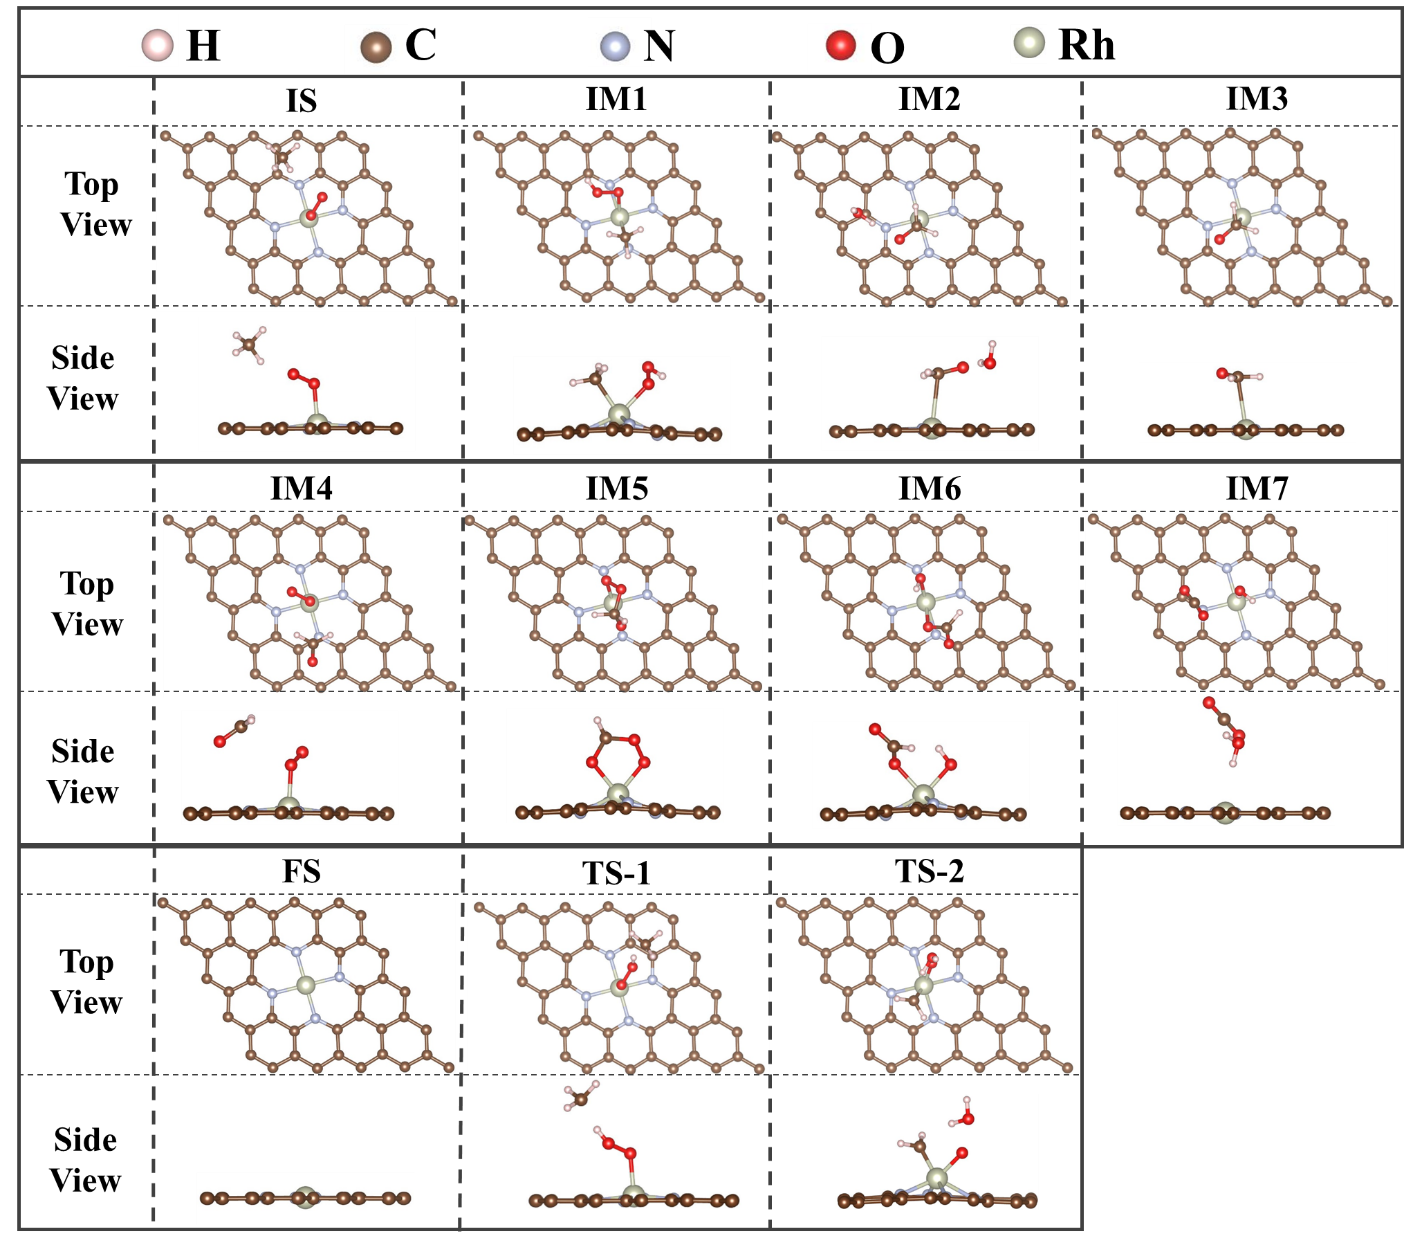 H C N O Rh
IS IM1 IM2 IM3
Top
View
Side
View
IM4 IM5 IM6 IM7
Top
View
Side
View
FS TS-1 TS-2
Top
View
Side
View